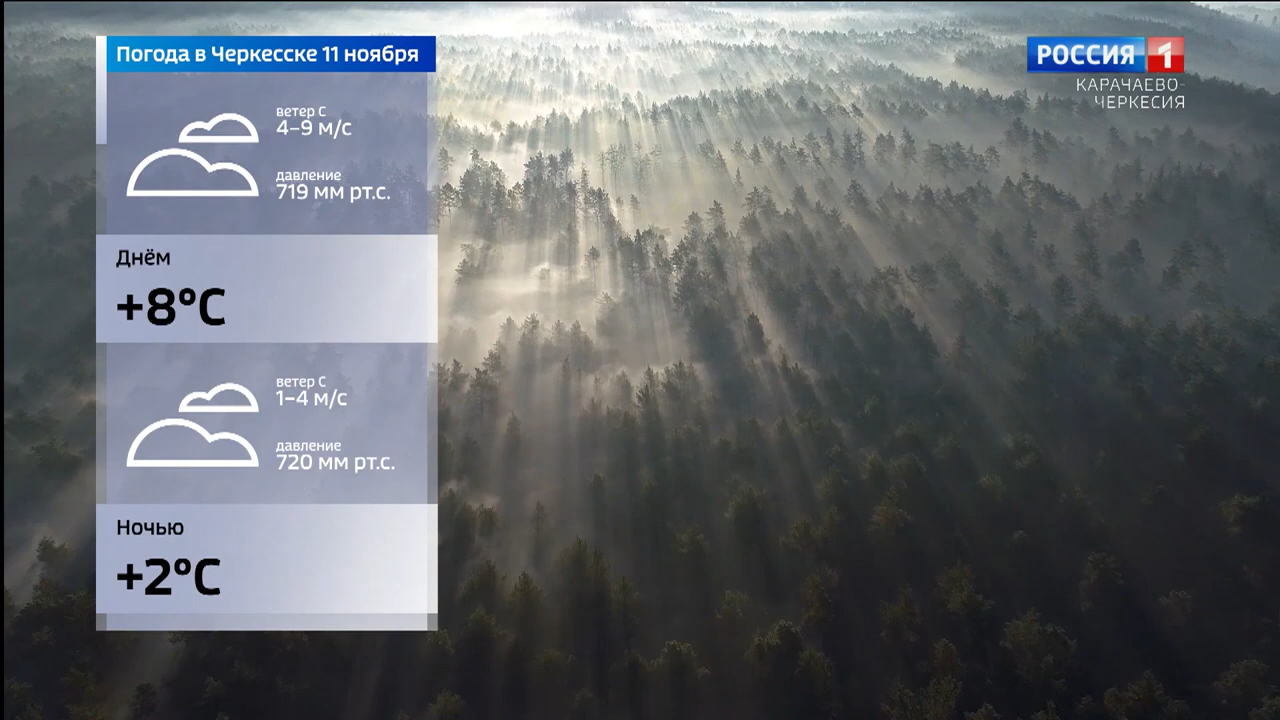 Погода в Черкесске 11 ноября
ветер С
4–9 м/с
давление
719 мм рт.с.
Днём
+8°C
ветер С
1–4 м/с
давление
720 мм рт.с.
Ночью
+2°C
РОССИЯ 1
КАРАЧАЕВО-
ЧЕРКЕСИЯ